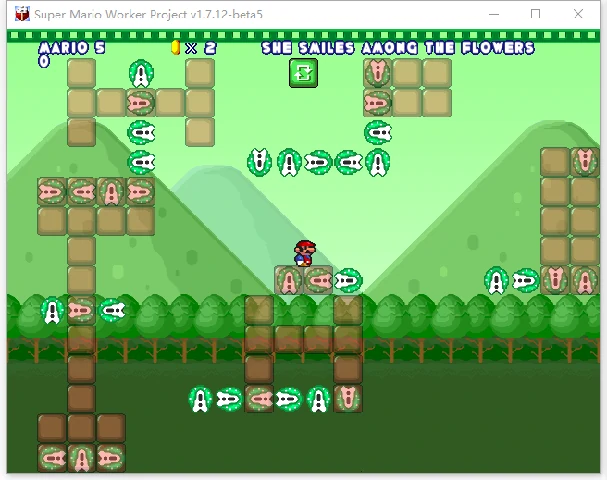 Super Mario Worker Project v1.7.12-beta5
MARIO 5 × 2 SHE SMILES AMONG THE FLOWERS
0